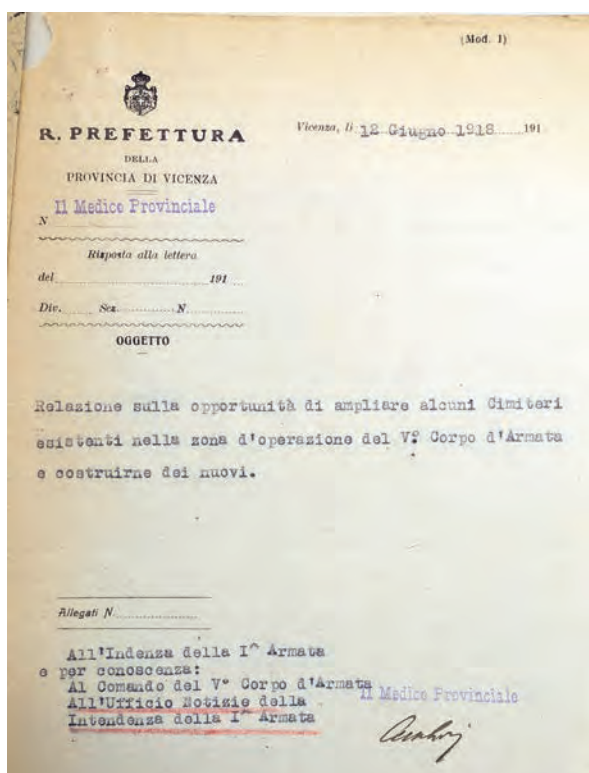 (Mod. 1)
R. PREFETTURA
DELLA
PROVINCIA DI VICENZA
Il Medico Provinciale
N
Vicenza, li 12 Giugno 1918 191
Risposta alla lettera
del 191
Div. Sez. N
OGGETTO
Relazione sulla opportunità di ampliare alcuni Cimiteri
esistenti nella zona d'operazione del V° Corpo d'Armata
e costruirne dei nuovi.
Allegati N.
All'Indenza della I^ Armata
e per conoscenza:
Al Comando del V° Corpo d'Armata
All'Ufficio Notizie della
Intendenza della I^ Armata
Il Medico Provinciale